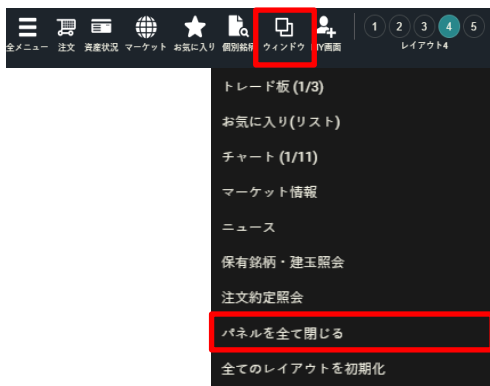 1 2 3 4 5
全メニュー 注文 資産状況 マーケット お気に入り 個別銘柄 ウィンドウ MY画面 レイアウト4
トレード板 (1/3)
お気に入り(リスト)
チャート (1/11)
マーケット情報
ニュース
保有銘柄・建玉照会
注文約定照会
パネルを全て閉じる
全てのレイアウトを初期化